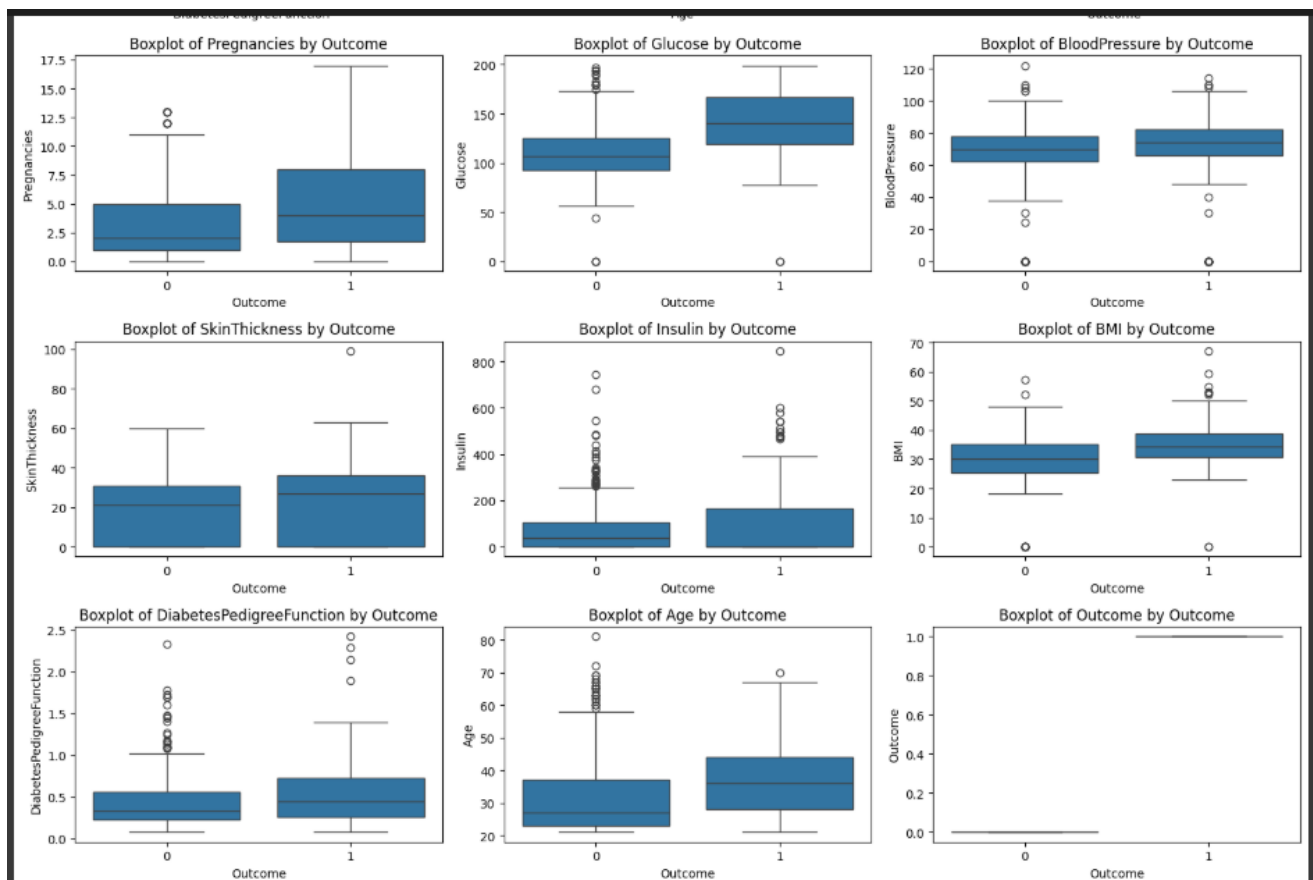 DiabetesPedigreeFunction
Age
Outcome
Boxplot of Pregnancies by Outcome
17.5
15.0
12.5
10.0
7.5
5.0
2.5
0.0
Pregnancies
0
1
Outcome
Boxplot of Glucose by Outcome
200
150
100
50
0
Glucose
0
1
Outcome
Boxplot of BloodPressure by Outcome
120
100
80
60
40
20
0
BloodPressure
0
1
Outcome
Boxplot of SkinThickness by Outcome
100
80
60
40
20
0
SkinThickness
0
1
Outcome
Boxplot of Insulin by Outcome
800
600
400
200
0
Insulin
0
1
Outcome
Boxplot of BMI by Outcome
70
60
50
40
30
20
10
0
BMI
0
1
Outcome
Boxplot of DiabetesPedigreeFunction by Outcome
2.5
2.0
1.5
1.0
0.5
0.0
DiabetesPedigreeFunction
0
1
Outcome
Boxplot of Age by Outcome
80
70
60
50
40
30
20
Age
0
1
Outcome
Boxplot of Outcome by Outcome
1.0
0.8
0.6
0.4
0.2
0.0
Outcome
0
1
Outcome